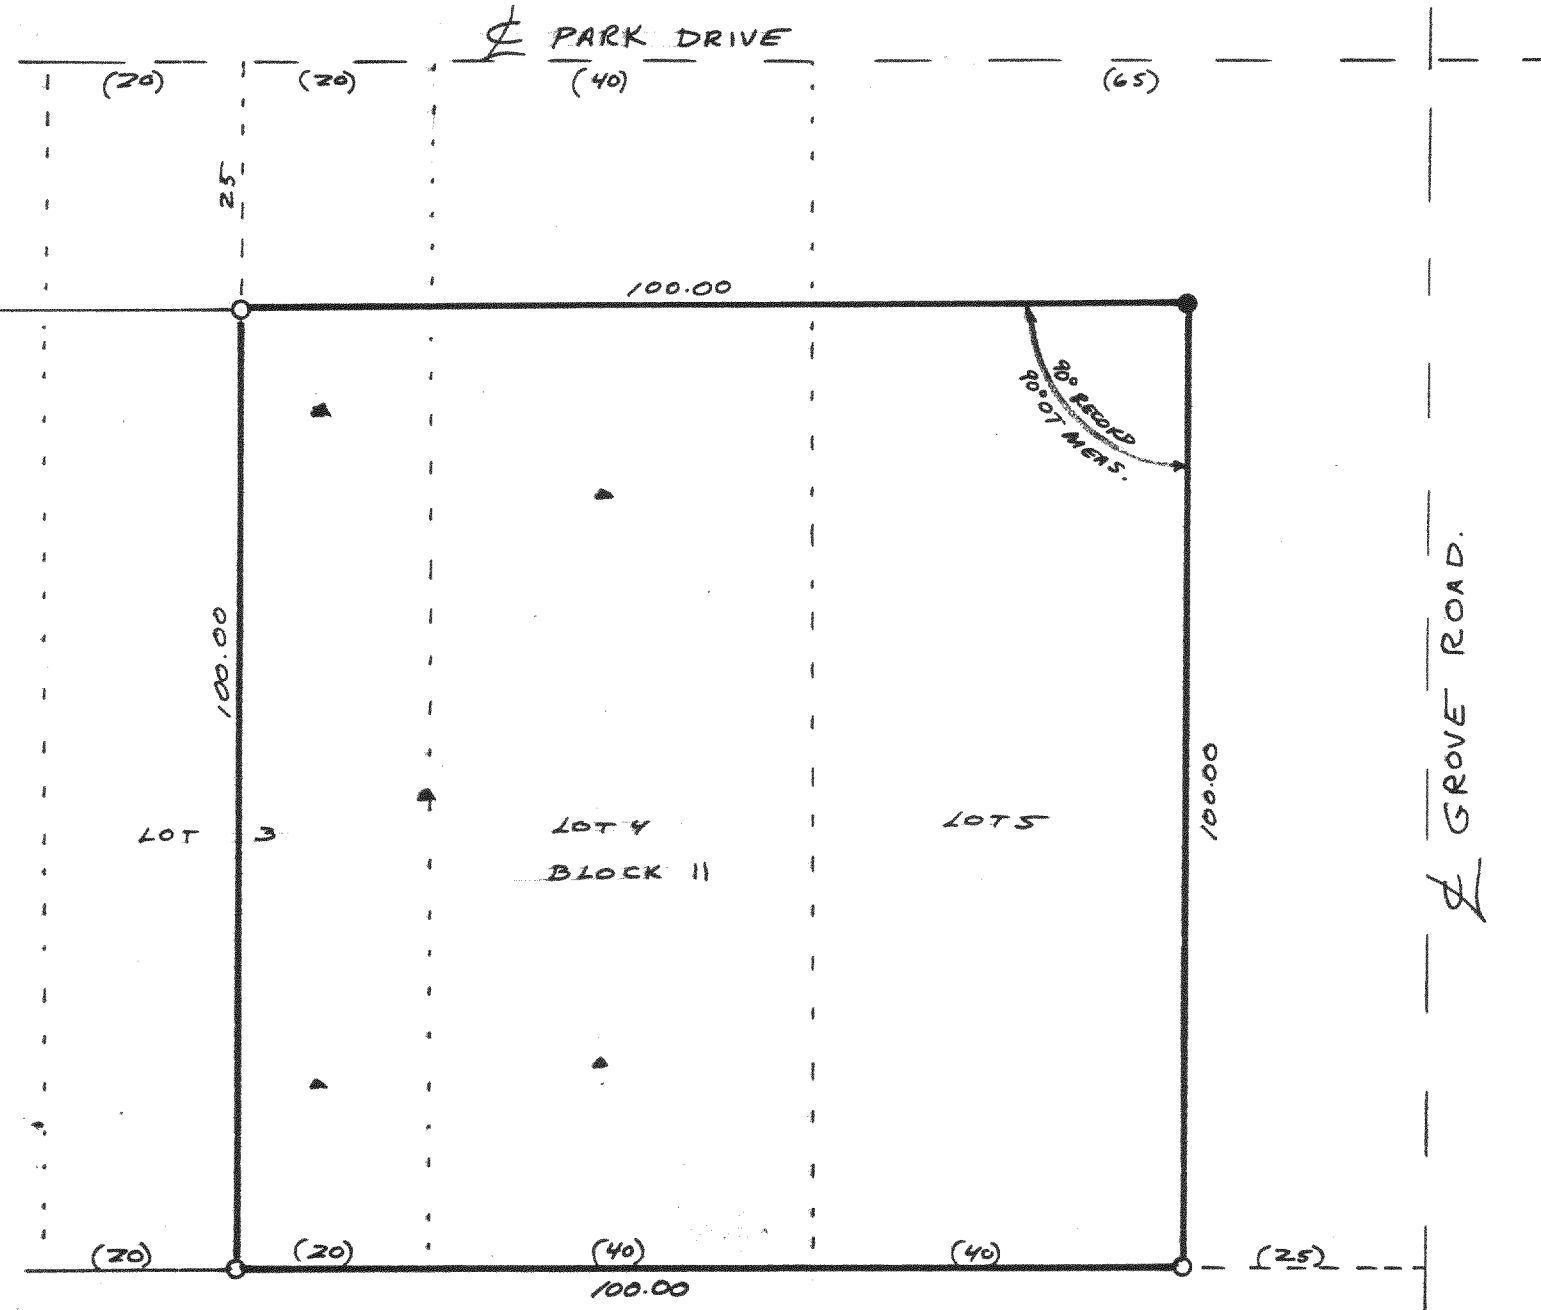 ℄ PARK DRIVE
(20) (20) (40) (65)
25
100.00
90° RECORD
90°07 MEAS.
100.00
100.00
℄ GROVE ROAD.
LOT 3
LOT 4
BLOCK 11
LOT 5
(20) (20) (40) (40) (25)
100.00